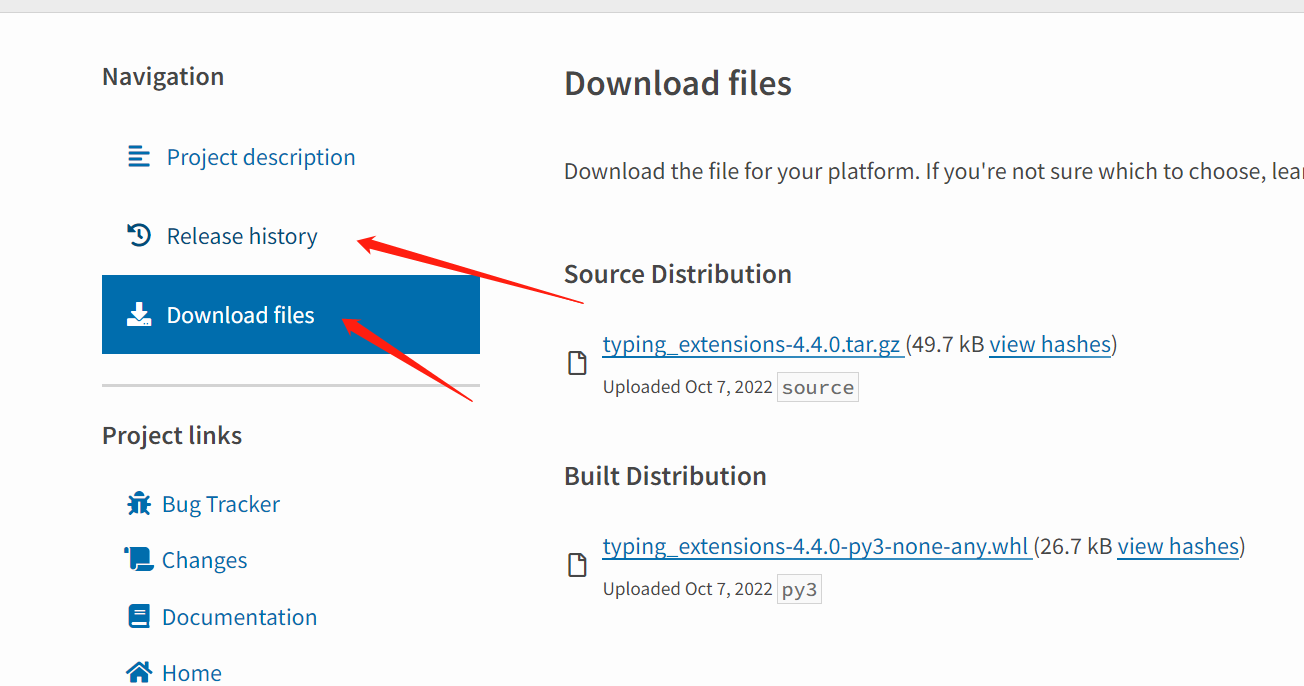 Navigation
Project description
Release history
Download files
Project links
Bug Tracker
Changes
Documentation
Home
Download files
Download the file for your platform. If you're not sure which to choose, lear
Source Distribution
typing_extensions-4.4.0.tar.gz (49.7 kB view hashes)
Uploaded Oct 7, 2022 source
Built Distribution
typing_extensions-4.4.0-py3-none-any.whl (26.7 kB view hashes)
Uploaded Oct 7, 2022 py3